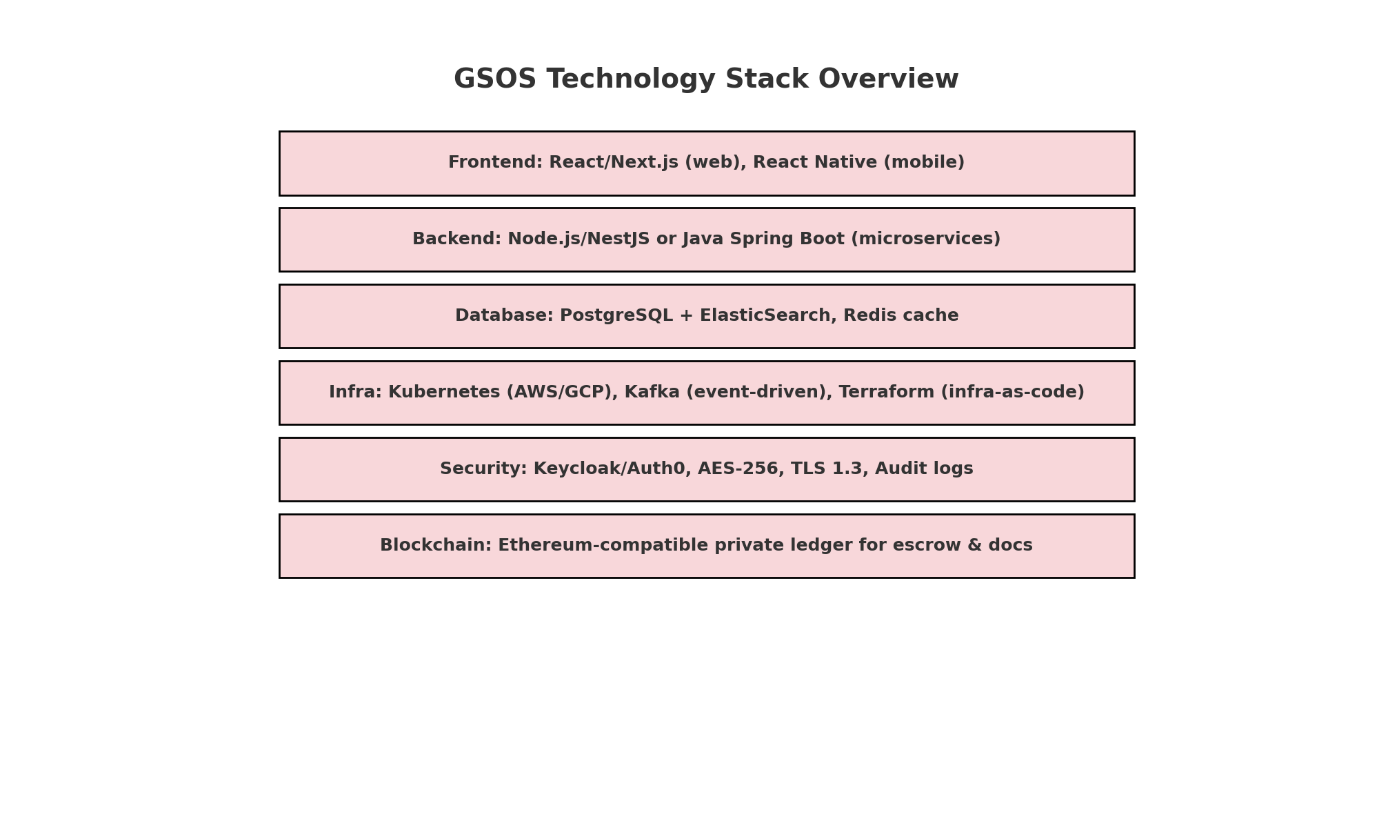 GSOS Technology Stack Overview
Frontend: React/Next.js (web), React Native (mobile)
Backend: Node.js/NestJS or Java Spring Boot (microservices)
Database: PostgreSQL + ElasticSearch, Redis cache
Infra: Kubernetes (AWS/GCP), Kafka (event-driven), Terraform (infra-as-code)
Security: Keycloak/Auth0, AES-256, TLS 1.3, Audit logs
Blockchain: Ethereum-compatible private ledger for escrow & docs